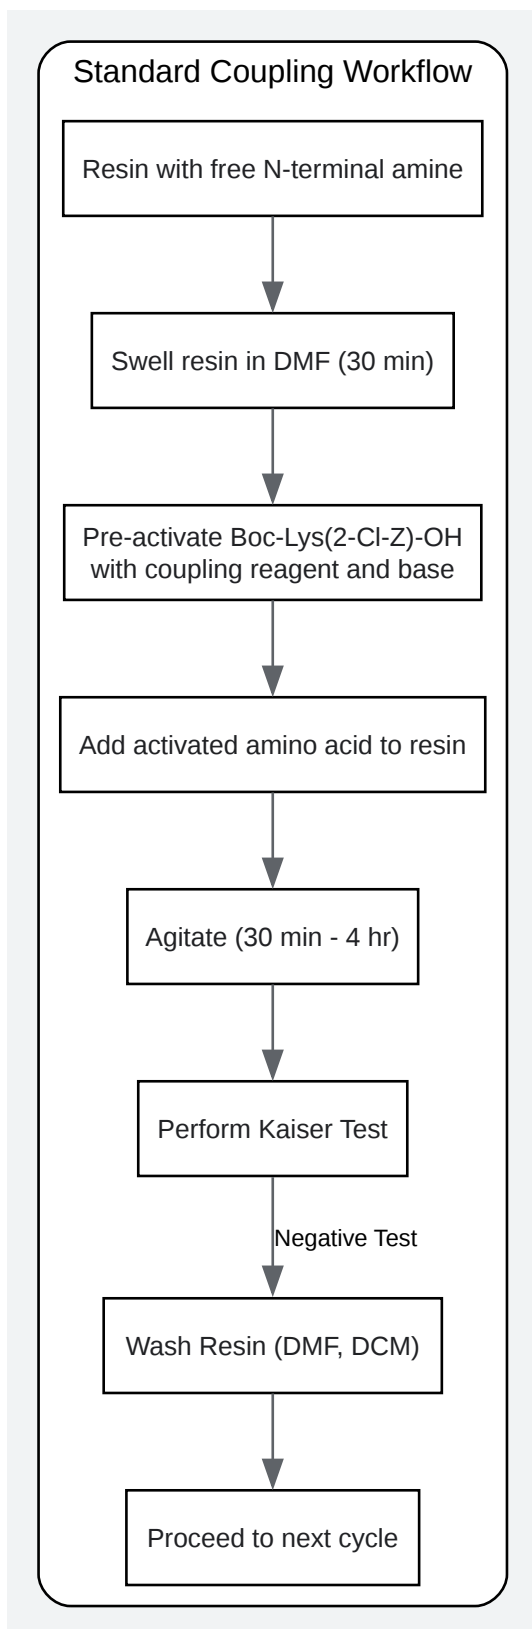 Standard Coupling Workflow
Resin with free N-terminal amine
Swell resin in DMF (30 min)
Pre-activate Boc-Lys(2-Cl-Z)-OH
with coupling reagent and base
Add activated amino acid to resin
Agitate (30 min - 4 hr)
Perform Kaiser Test
Negative Test
Wash Resin (DMF, DCM)
Proceed to next cycle